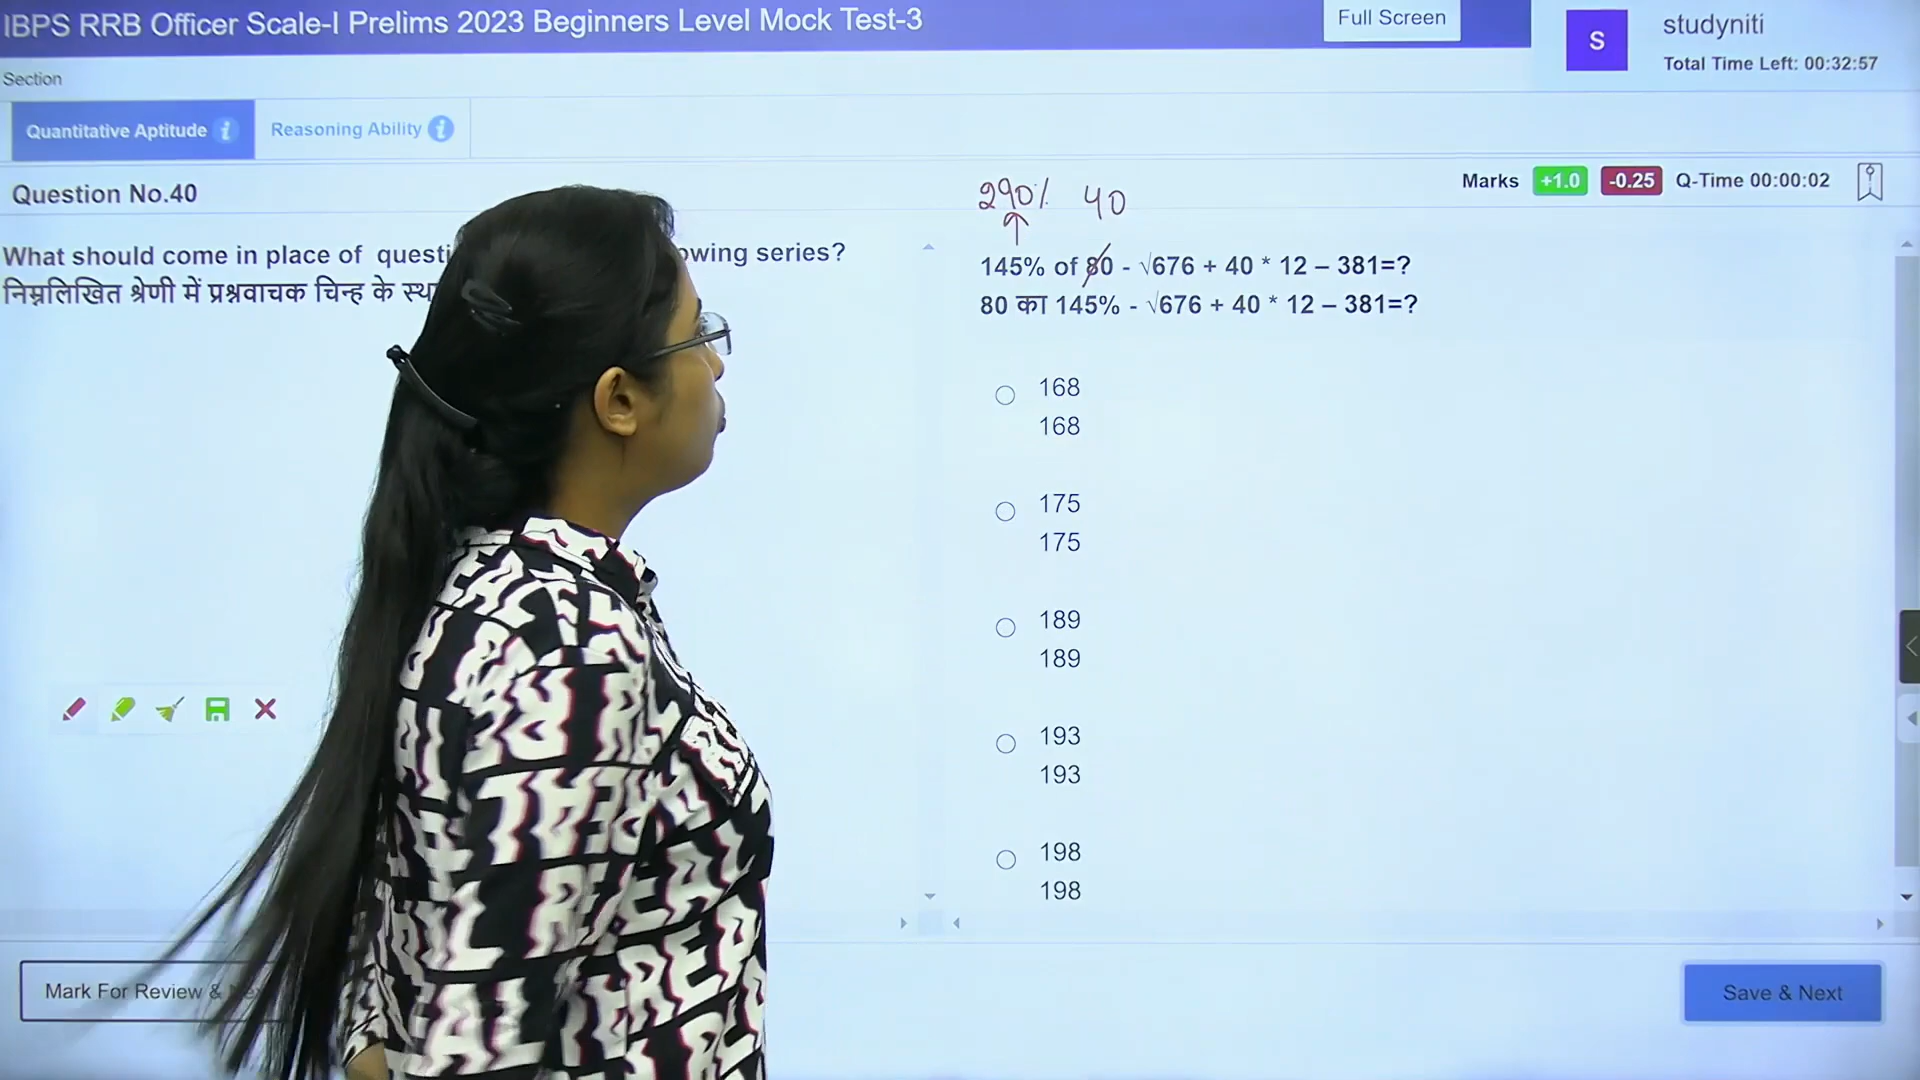 IBPS RRB Officer Scale-I Prelims 2023 Beginners Level Mock Test-3
Full Screen
S
studyniti
Total Time Left: 00:32:57
Section
Quantitative Aptitude
Reasoning Ability
Question No.40
Marks +1.0 -0.25 Q-Time 00:00:02
What should come in place of series?
निम्नलिखित श्रेणी में प्रश्नवाचक चिन्ह के
290% 40
145% of 80 - √676 + 40 * 12 – 381=?
80 का 145% - √676 + 40 * 12 – 381=?
168
168
175
175
189
189
193
193
198
198
Mark For Review &
Save & Next